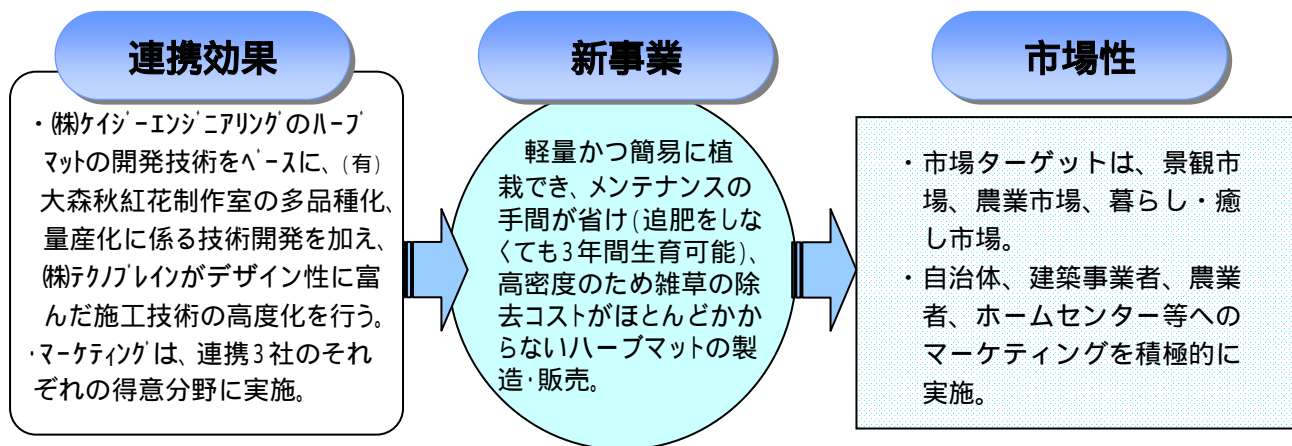 連携効果
・㈱ｹｲｼﾞｰｴﾝｼﾞﾆｱﾘﾝｸﾞのﾊｰﾌﾞ
ﾏｯﾄの開発技術をﾍﾞｰｽに、(有)
大森秋紅花制作室の多品種化、
量産化に係る技術開発を加え、
㈱ﾃｸﾉﾌﾞﾚｲﾝがデザイン性に富
んだ施工技術の高度化を行う。
・ﾏｰｹﾃｨﾝｸﾞは、連携3社のそれ
ぞれの得意分野に実施。
新事業
軽量かつ簡易に植
栽でき、メンテナンスの
手間が省け(追肥をしな
くても3年間生育可能)、
高密度のため雑草の除
去コストがほとんどかか
らないハーブマットの製
造・販売。
市場性
・市場ターゲットは、景観市
場、農業市場、暮らし・癒
し市場。
・自治体、建築事業者、農業
者、ホームセンター等への
マーケティングを積極的に
実施。